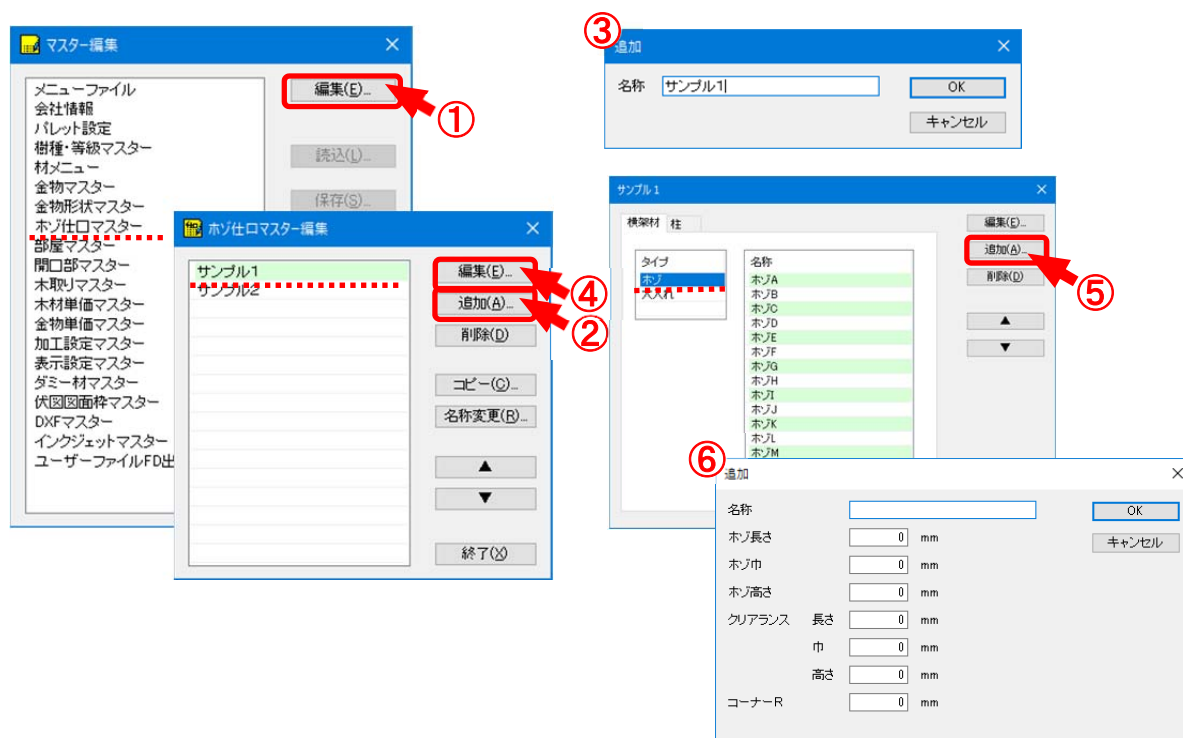 マスター編集
メニューファイル
会社情報
パレット設定
樹種・等級マスター
材メニュー
金物マスター
金物形状マスター
ホゾ仕口マスター
部屋マスター
開口部マスター
木取りマスター
木材単価マスター
金物単価マスター
加工設定マスター
表示設定マスター
ダミー材マスター
伏図図面枠マスター
DXFマスター
インクジェットマスター
ユーザーファイルFD出
編集(E)...
①
読込(L)...
保存(S)...
ホゾ仕口マスター編集
サンプル1
サンプル2
編集(E)...
④
追加(A)...
②
削除(D)
コピー(C)...
名称変更(R)...
▲
▼
終了(X)
③
追加
名称 サンプル1
OK
キャンセル
サンプル1
横架材 柱
タイプ
ホゾ
大入れ
名称
ホゾA
ホゾB
ホゾC
ホゾD
ホゾE
ホゾF
ホゾG
ホゾH
ホゾI
ホゾJ
ホゾK
ホゾL
ホゾM
編集(E)...
追加(A)...
⑤
削除(D)
▲
▼
⑥
追加
名称
ホゾ長さ 0 mm
ホゾ巾 0 mm
ホゾ高さ 0 mm
クリアランス 長さ 0 mm
巾 0 mm
高さ 0 mm
コーナーR 0 mm
OK
キャンセル